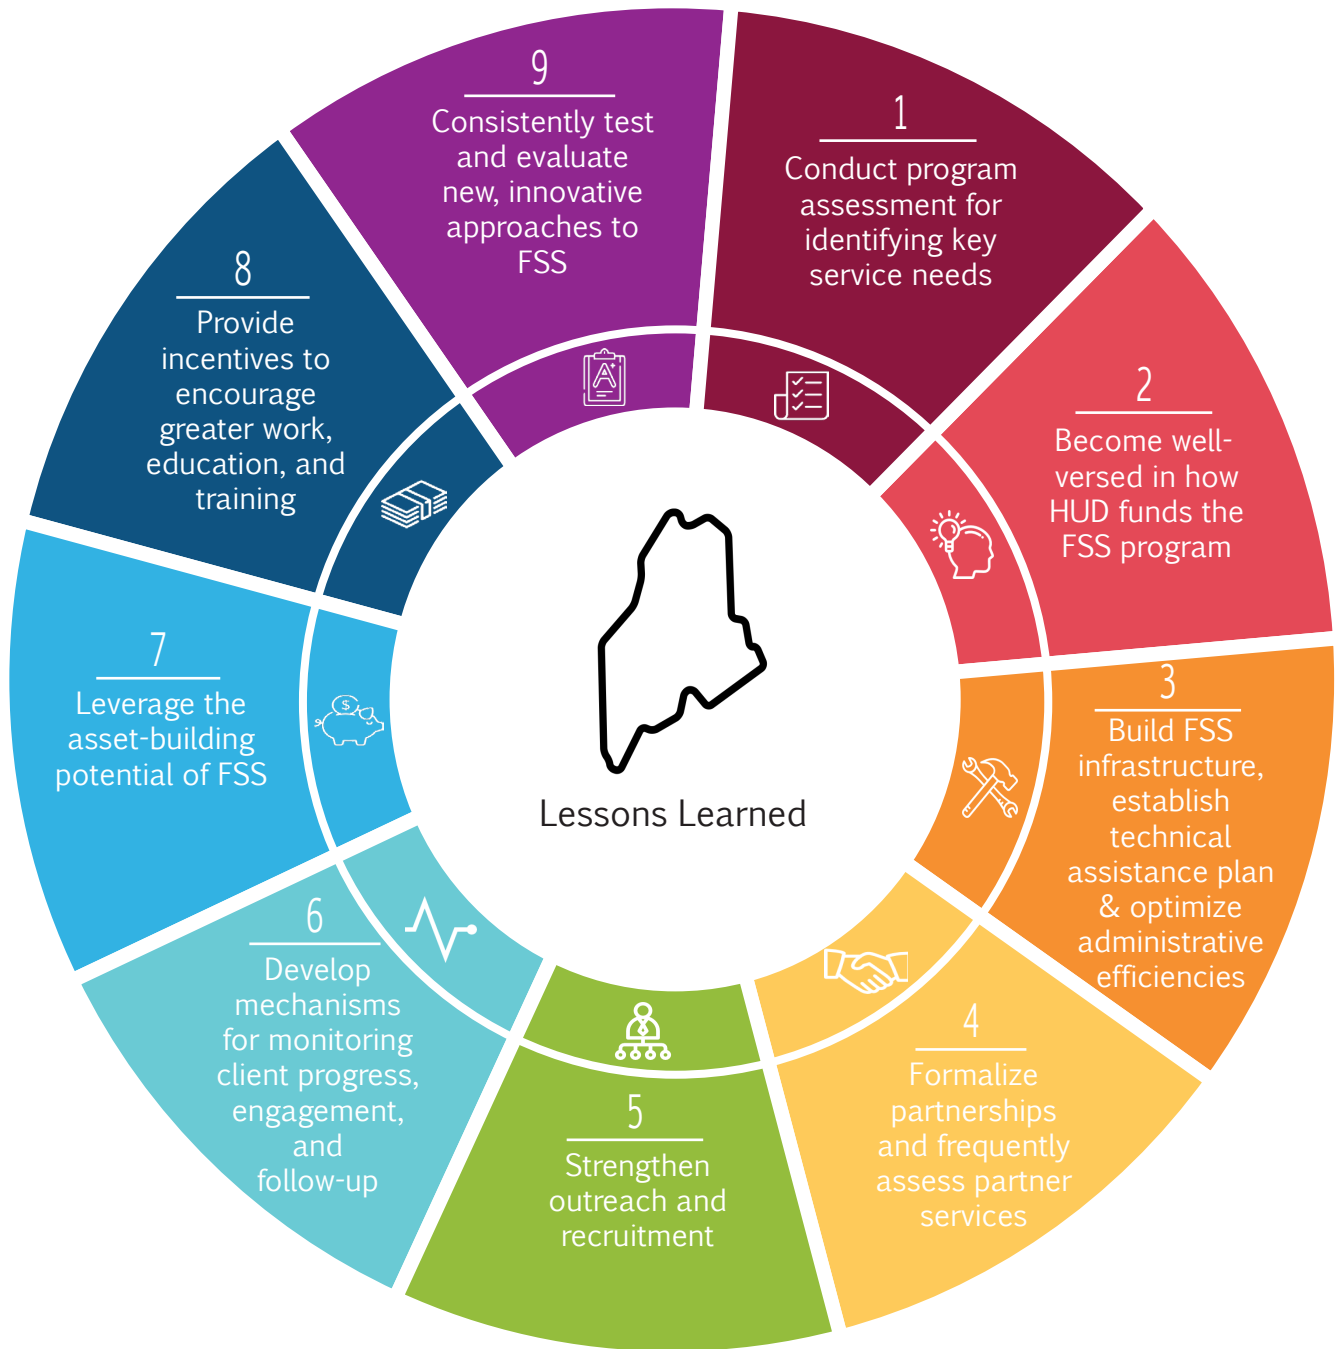 1
Conduct program
assessment for
identifying key
service needs
2
Become well-
versed in how
HUD funds the
FSS program
3
Build FSS
infrastructure,
establish
technical
assistance plan
& optimize
administrative
efficiencies
4
Formalize
partnerships
and frequently
assess partner
services
5
Strengthen
outreach and
recruitment
6
Develop
mechanisms
for monitoring
client progress,
engagement,
and
follow-up
7
Leverage the
asset-building
potential of FSS
8
Provide
incentives to
encourage
greater work,
education, and
training
9
Consistently test
and evaluate
new, innovative
approaches to
FSS
A+
$
Lessons Learned